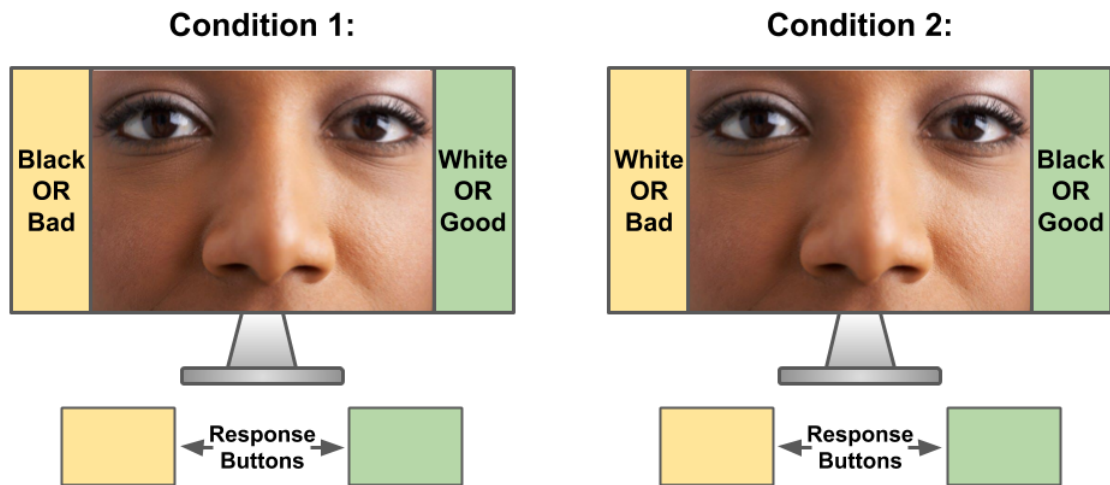 Condition 1:
Black
OR
Bad
White
OR
Good
Response
Buttons
Condition 2:
White
OR
Bad
Black
OR
Good
Response
Buttons